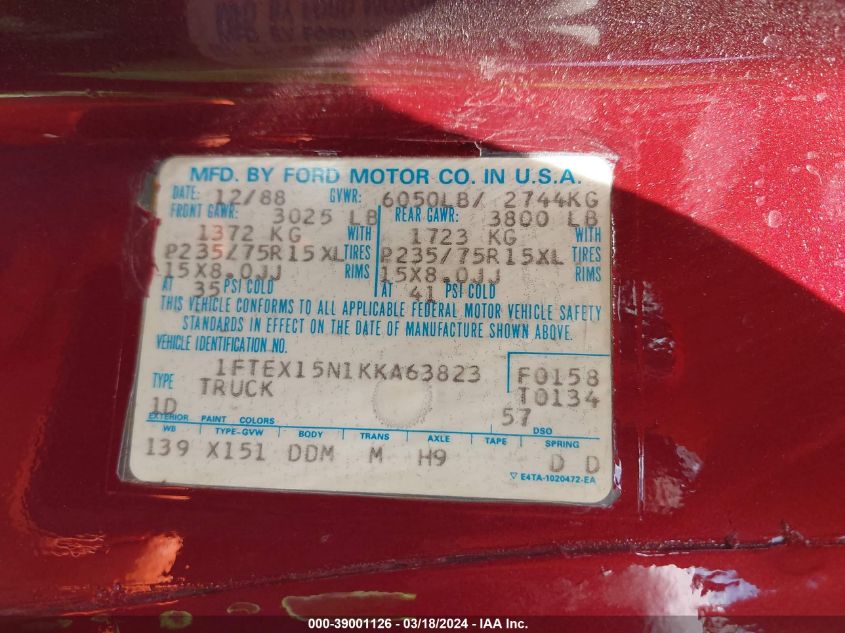 MFD. BY FORD MOTOR CO. IN U.S.A.
DATE: 12/88 GVWR: 6050LB/ 2744KG
FRONT GAWR: 3025 LB REAR GAWR: 3800 LB
1372 KG WITH 1723 KG WITH
P235/75R15XL TIRES P235/75R15XL TIRES
15X8.0JJ RIMS 15X8.0JJ RIMS
AT 35 PSI COLD AT 41 PSI COLD
THIS VEHICLE CONFORMS TO ALL APPLICABLE FEDERAL MOTOR VEHICLE SAFETY
STANDARDS IN EFFECT ON THE DATE OF MANUFACTURE SHOWN ABOVE.
VEHICLE IDENTIFICATION NO.
1FTEX15N1KKA63823 F0158
TYPE TRUCK T0134
1D 57
EXTERIOR PAINT COLORS DSO
WB TYPE-GVW BODY TRANS AXLE TAPE SPRING
139 X151 DDM M H9 D D
▽ E4TA-1020472-EA
000-39001126 - 03/18/2024 - IAA Inc.